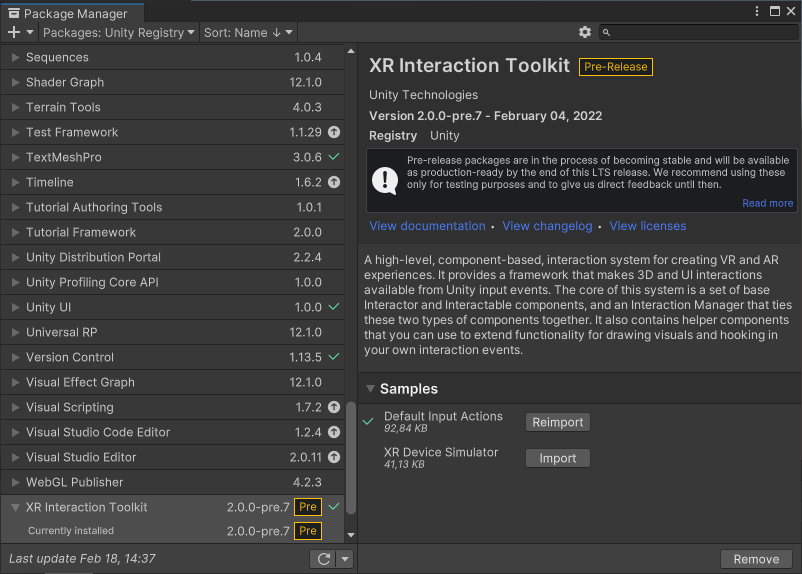 Package Manager
Packages: Unity Registry Sort: Name ↓
Sequences 1.0.4
Shader Graph 12.1.0
Terrain Tools 4.0.3
Test Framework 1.1.29
TextMeshPro 3.0.6
Timeline 1.6.2
Tutorial Authoring Tools 1.0.1
Tutorial Framework 2.0.0
Unity Distribution Portal 2.2.4
Unity Profiling Core API 1.0.0
Unity UI 1.0.0
Universal RP 12.1.0
Version Control 1.13.5
Visual Effect Graph 12.1.0
Visual Scripting 1.7.2
Visual Studio Code Editor 1.2.4
Visual Studio Editor 2.0.11
WebGL Publisher 4.2.3
XR Interaction Toolkit 2.0.0-pre.7 Pre
Currently installed 2.0.0-pre.7 Pre
Last update Feb 18, 14:37
XR Interaction Toolkit Pre-Release
Unity Technologies
Version 2.0.0-pre.7 - February 04, 2022
Registry Unity
Pre-release packages are in the process of becoming stable and will be available
as production-ready by the end of this LTS release. We recommend using these
only for testing purposes and to give us direct feedback until then.
Read more
View documentation • View changelog • View licenses
A high-level, component-based, interaction system for creating VR and AR
experiences. It provides a framework that makes 3D and UI interactions
available from Unity input events. The core of this system is a set of base
Interactor and Interactable components, and an Interaction Manager that ties
these two types of components together. It also contains helper components
that you can use to extend functionality for drawing visuals and hooking in
your own interaction events.
Samples
Default Input Actions
92,84 KB
Reimport
XR Device Simulator
41,13 KB
Import
Remove